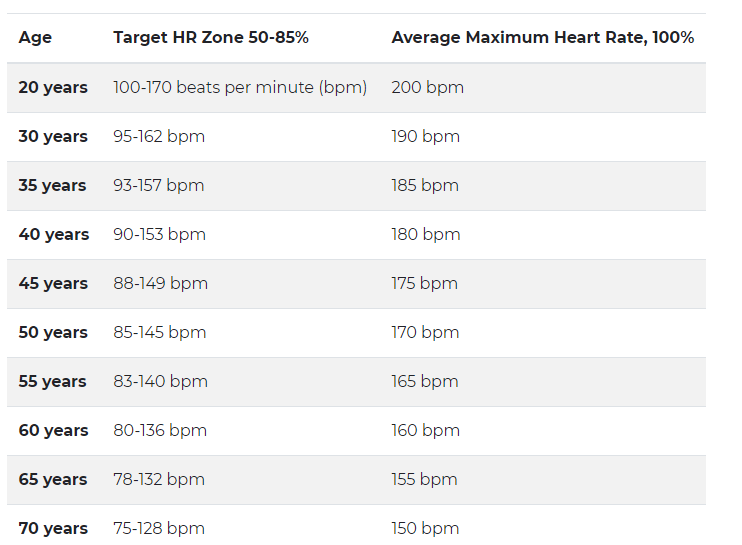 Age Target HR Zone 50-85% Average Maximum Heart Rate, 100%
20 years 100-170 beats per minute (bpm) 200 bpm
30 years 95-162 bpm 190 bpm
35 years 93-157 bpm 185 bpm
40 years 90-153 bpm 180 bpm
45 years 88-149 bpm 175 bpm
50 years 85-145 bpm 170 bpm
55 years 83-140 bpm 165 bpm
60 years 80-136 bpm 160 bpm
65 years 78-132 bpm 155 bpm
70 years 75-128 bpm 150 bpm